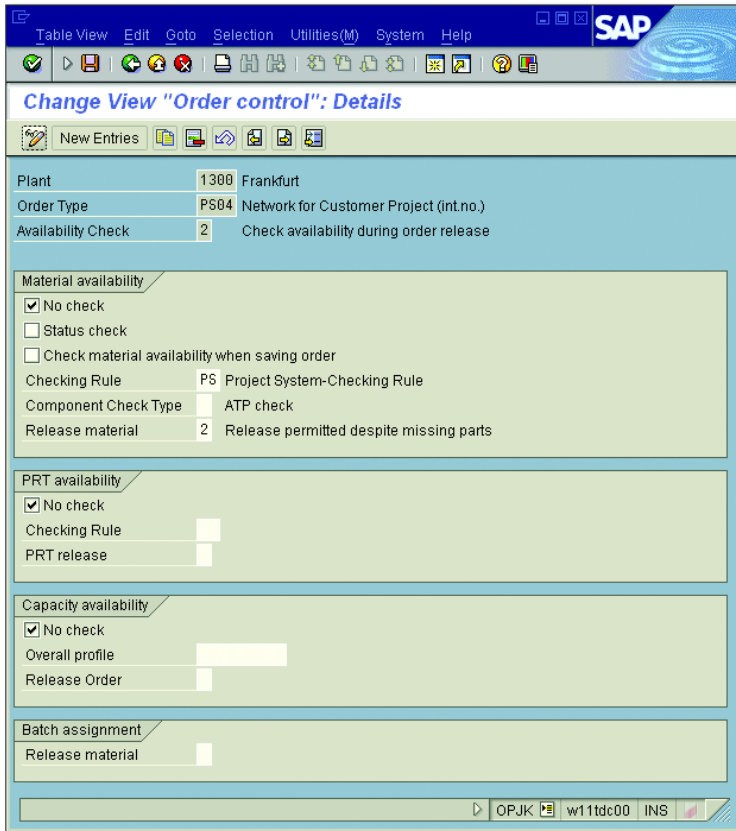 SAP
Table View Edit Goto Selection Utilities(M) System Help
Change View "Order control": Details
New Entries
Plant 1300 Frankfurt
Order Type PS04 Network for Customer Project (int.no.)
Availability Check 2 Check availability during order release
Material availability
No check
Status check
Check material availability when saving order
Checking Rule PS Project System-Checking Rule
Component Check Type ATP check
Release material 2 Release permitted despite missing parts
PRT availability
No check
Checking Rule
PRT release
Capacity availability
No check
Overall profile
Release Order
Batch assignment
Release material
OPJK w11tdc00 INS